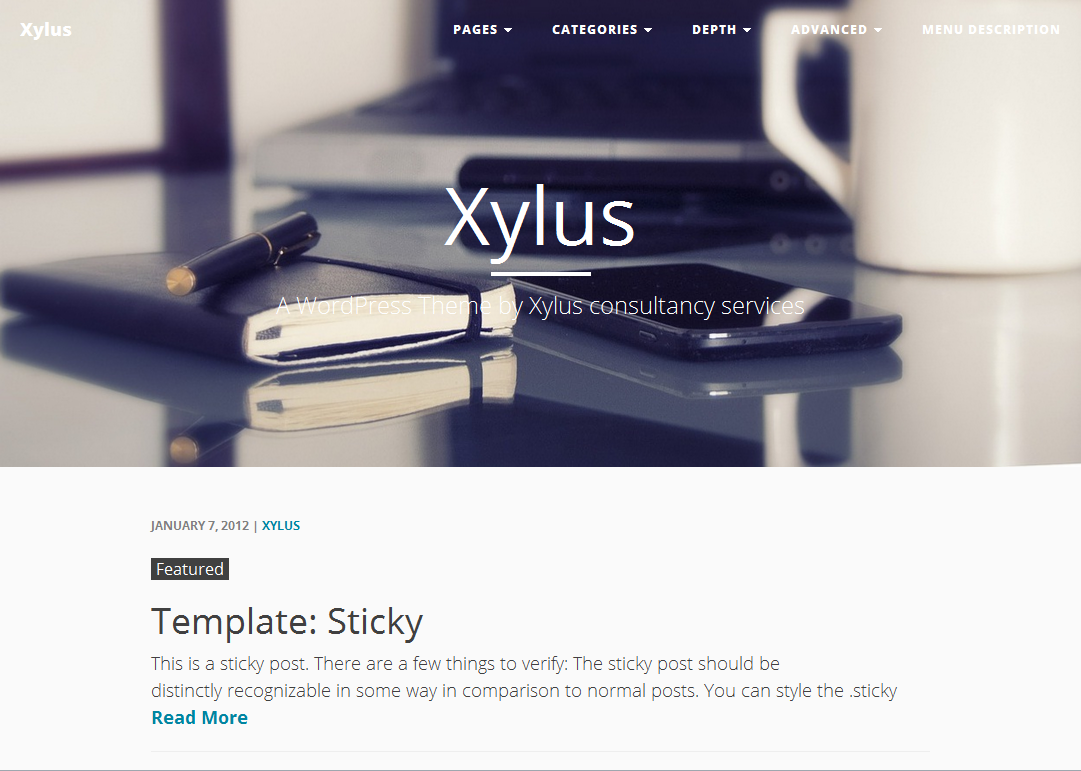 Xylus
PAGES
CATEGORIES
DEPTH
ADVANCED
MENU DESCRIPTION
Xylus
A WordPress Theme by Xylus consultancy services
JANUARY 7, 2012 | XYLUS
Featured
Template: Sticky
This is a sticky post. There are a few things to verify: The sticky post should be
distinctly recognizable in some way in comparison to normal posts. You can style the .sticky
Read More